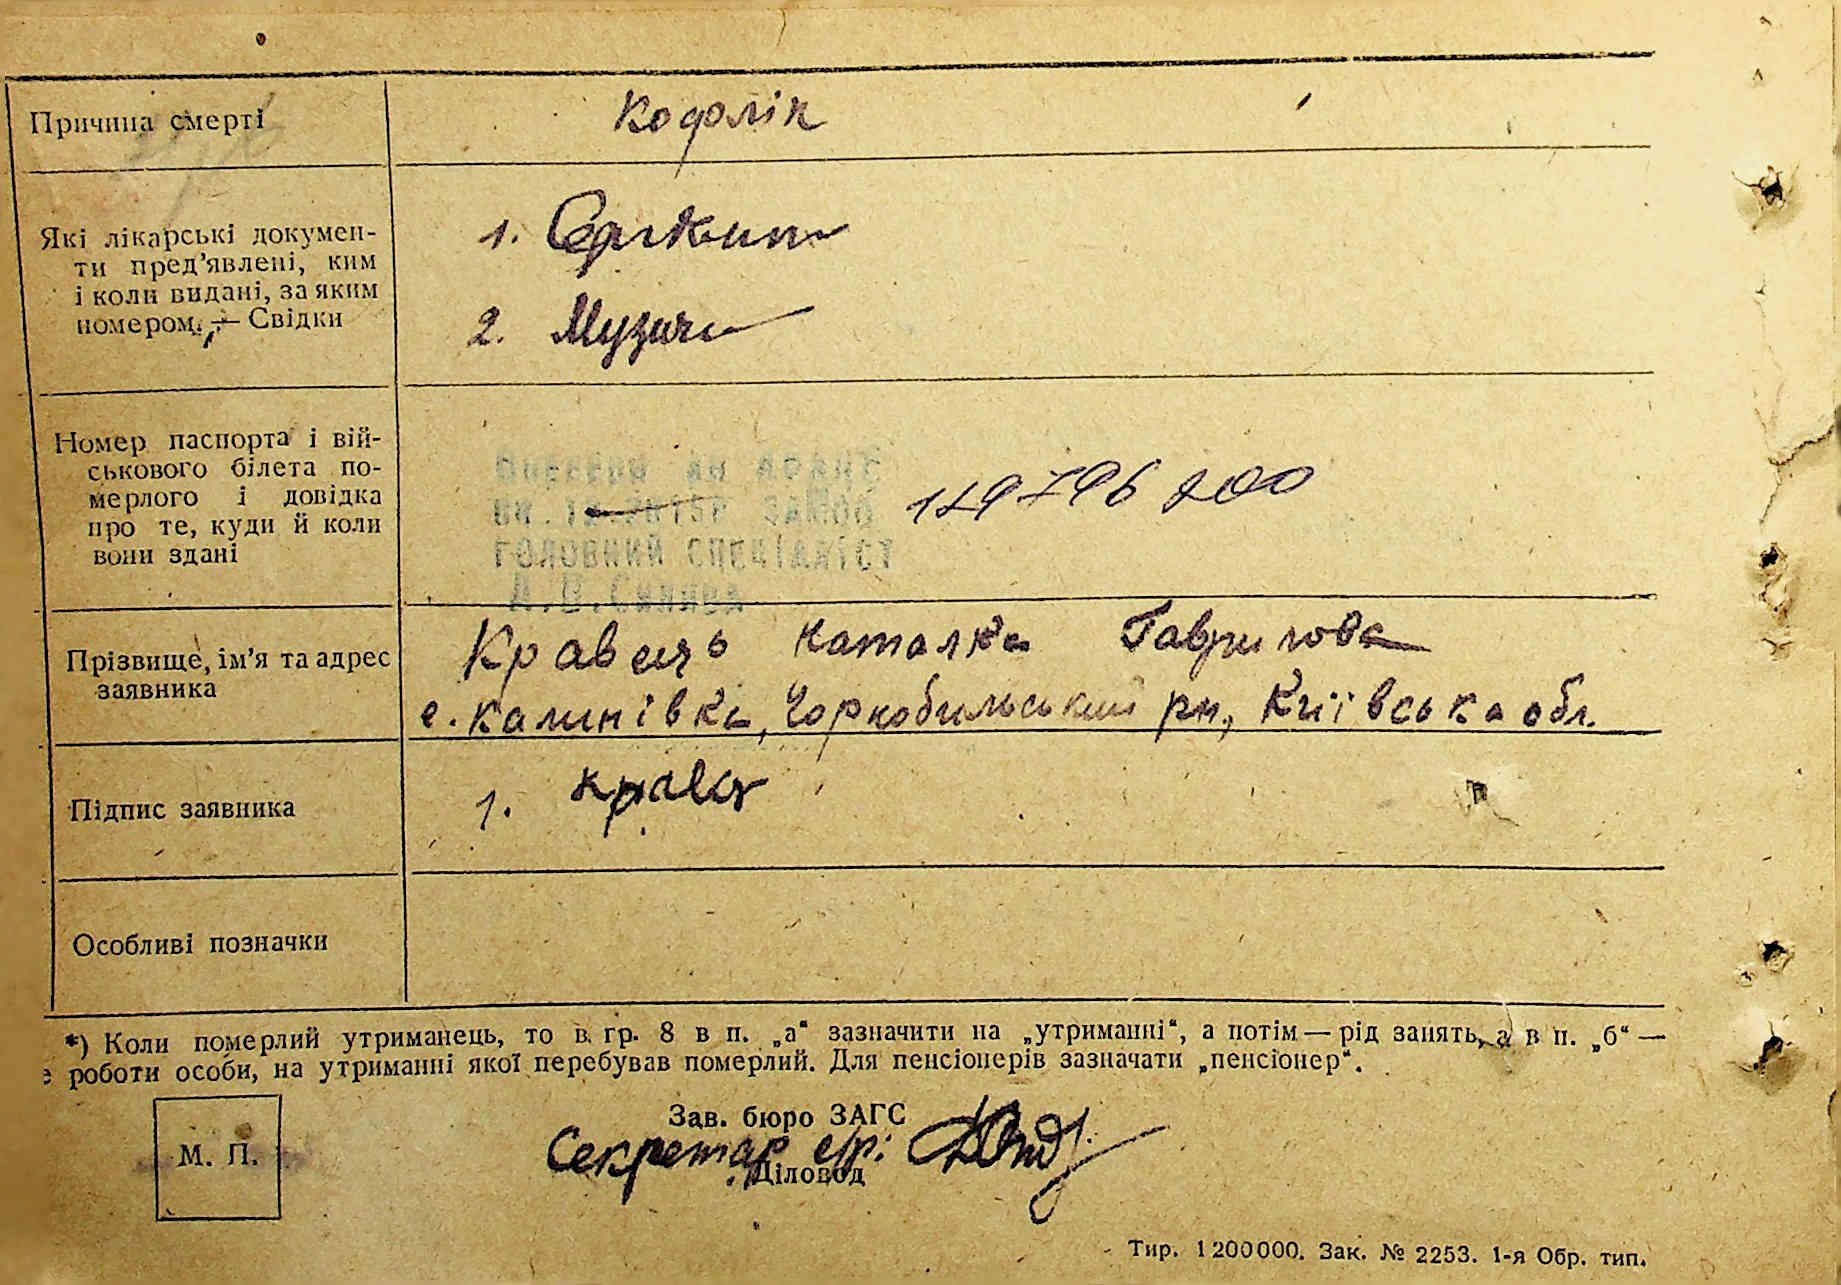 Причина смерті
Кофлік
Які лікарські докумен-
ти пред’явлені, ким
і коли видані, за яким
номером, — Свідки
1.
2. Музич
Номер паспорта і вій-
ськового білета по-
мерлого і довідка
про те, куди й коли
вони здані
ГОЛОВНИЙ СПЕЦІАЛІСТ
Прізвище, ім’я та адрес
заявника
Кравець Наталка Гаврилова
с. Калинівка, Чорнобильський рн, Київська обл.
Підпис заявника
1. Кравец
Особливі позначки
*) Коли померлий утриманець, то в гр. 8 в п. „а“ зазначити на „утриманні“, а потім — рід занять, а в п. „б“ —
е роботи особи, на утриманні якої перебував померлий. Для пенсіонерів зазначати „пенсіонер“.
М. П.
Зав. бюро ЗАГС
Секретар с/р:
Діловод
Тир. 1200000. Зак. № 2253. 1-я Обр. тип.